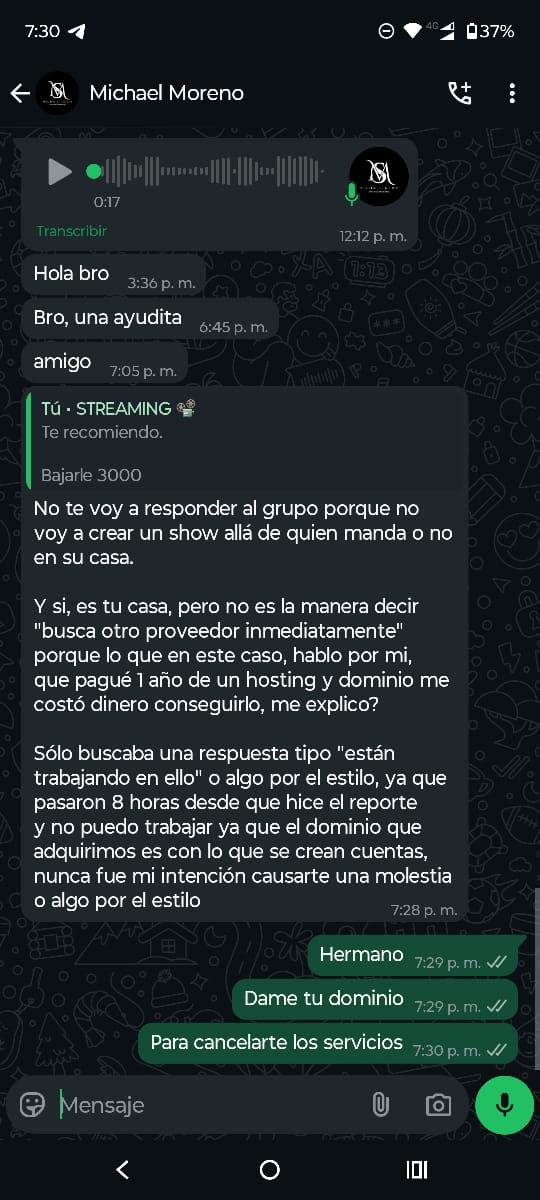 7:30
4G
37%
Michael Moreno
0:17
Transcribir
12:12 p. m.
Hola bro
3:36 p. m.
Bro, una ayudita
6:45 p. m.
amigo
7:05 p. m.
Tú • STREAMING 📽️
Te recomiendo.
Bajarle 3000
No te voy a responder al grupo porque no
voy a crear un show allá de quien manda o no
en su casa.
Y si, es tu casa, pero no es la manera decir
"busca otro proveedor inmediatamente"
porque lo que en este caso, hablo por mi,
que pagué 1 año de un hosting y dominio me
costó dinero conseguirlo, me explico?
Sólo buscaba una respuesta tipo "están
trabajando en ello" o algo por el estilo, ya que
pasaron 8 horas desde que hice el reporte
y no puedo trabajar ya que el dominio que
adquirimos es con lo que se crean cuentas,
nunca fue mi intención causarte una molestia
o algo por el estilo
7:28 p. m.
Hermano
7:29 p. m.
Dame tu dominio
7:29 p. m.
Para cancelarte los servicios
7:30 p. m.
Mensaje